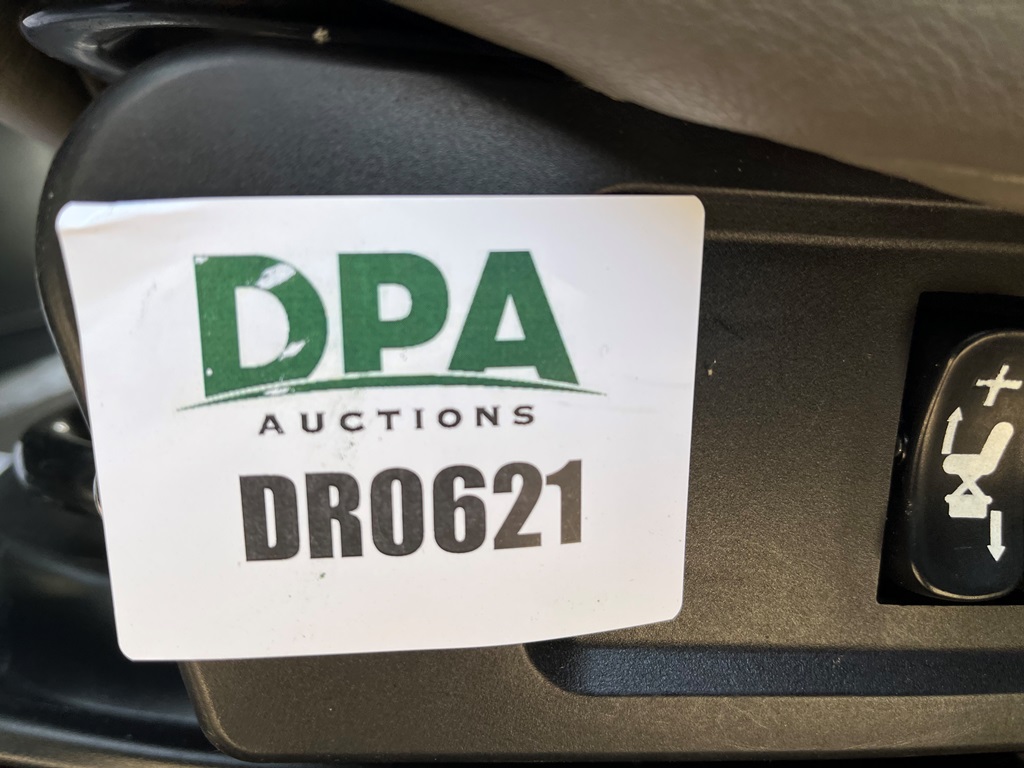 DPA
AUCTIONS
DR0621
+